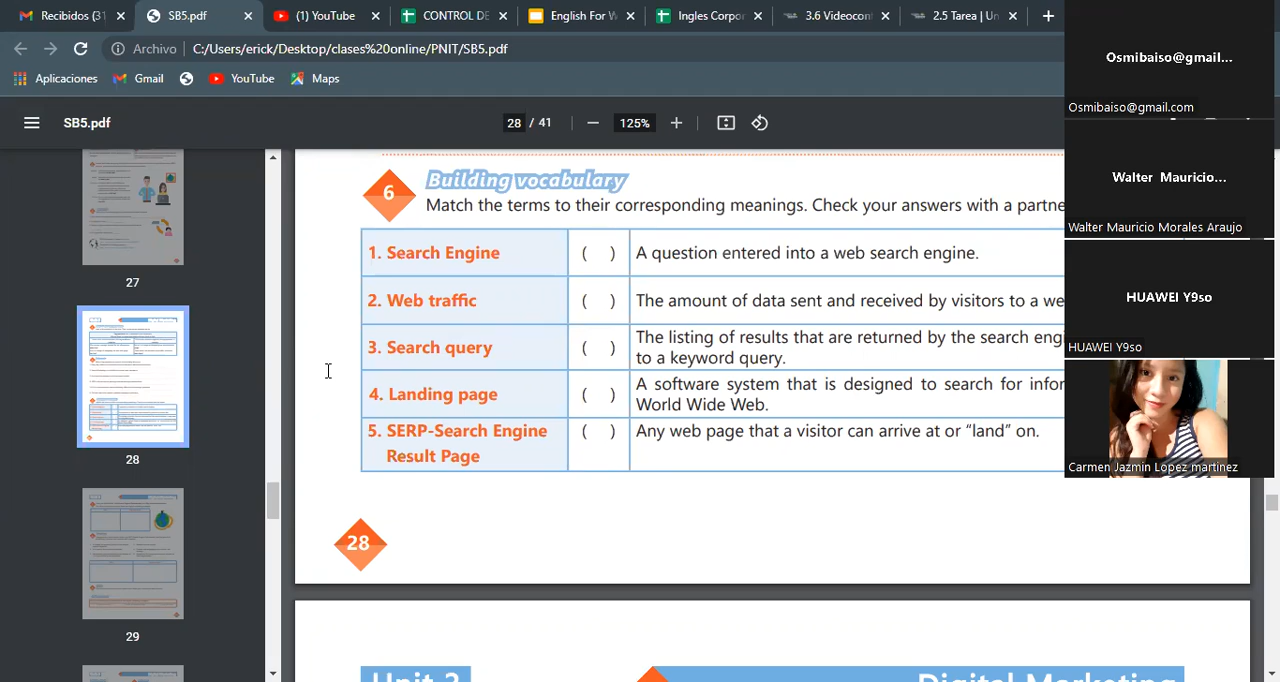 Recibidos (31
SB5.pdf
(1) YouTube
CONTROL DE
English For W
Ingles Corpor
3.6 Videocont
2.5 Tarea | Un
Archivo
C:/Users/erick/Desktop/clases%20online/PNIT/SB5.pdf
Aplicaciones
Gmail
YouTube
Maps
SB5.pdf
28 / 41
125%
27
28
29
6
Building vocabulary
Match the terms to their corresponding meanings. Check your answers with a partne
1. Search Engine ( ) A question entered into a web search engine.
2. Web traffic ( ) The amount of data sent and received by visitors to a we
3. Search query ( ) The listing of results that are returned by the search eng
to a keyword query.
4. Landing page ( ) A software system that is designed to search for infor
World Wide Web.
5. SERP-Search Engine ( ) Any web page that a visitor can arrive at or “land” on.
Result Page
28
Unit 2
Digital Marketing
Osmibaiso@gmail...
Osmibaiso@gmail.com
Walter Mauricio...
Walter Mauricio Morales Araujo
HUAWEI Y9so
HUAWEI Y9so
Carmen Jazmin Lopez martinez